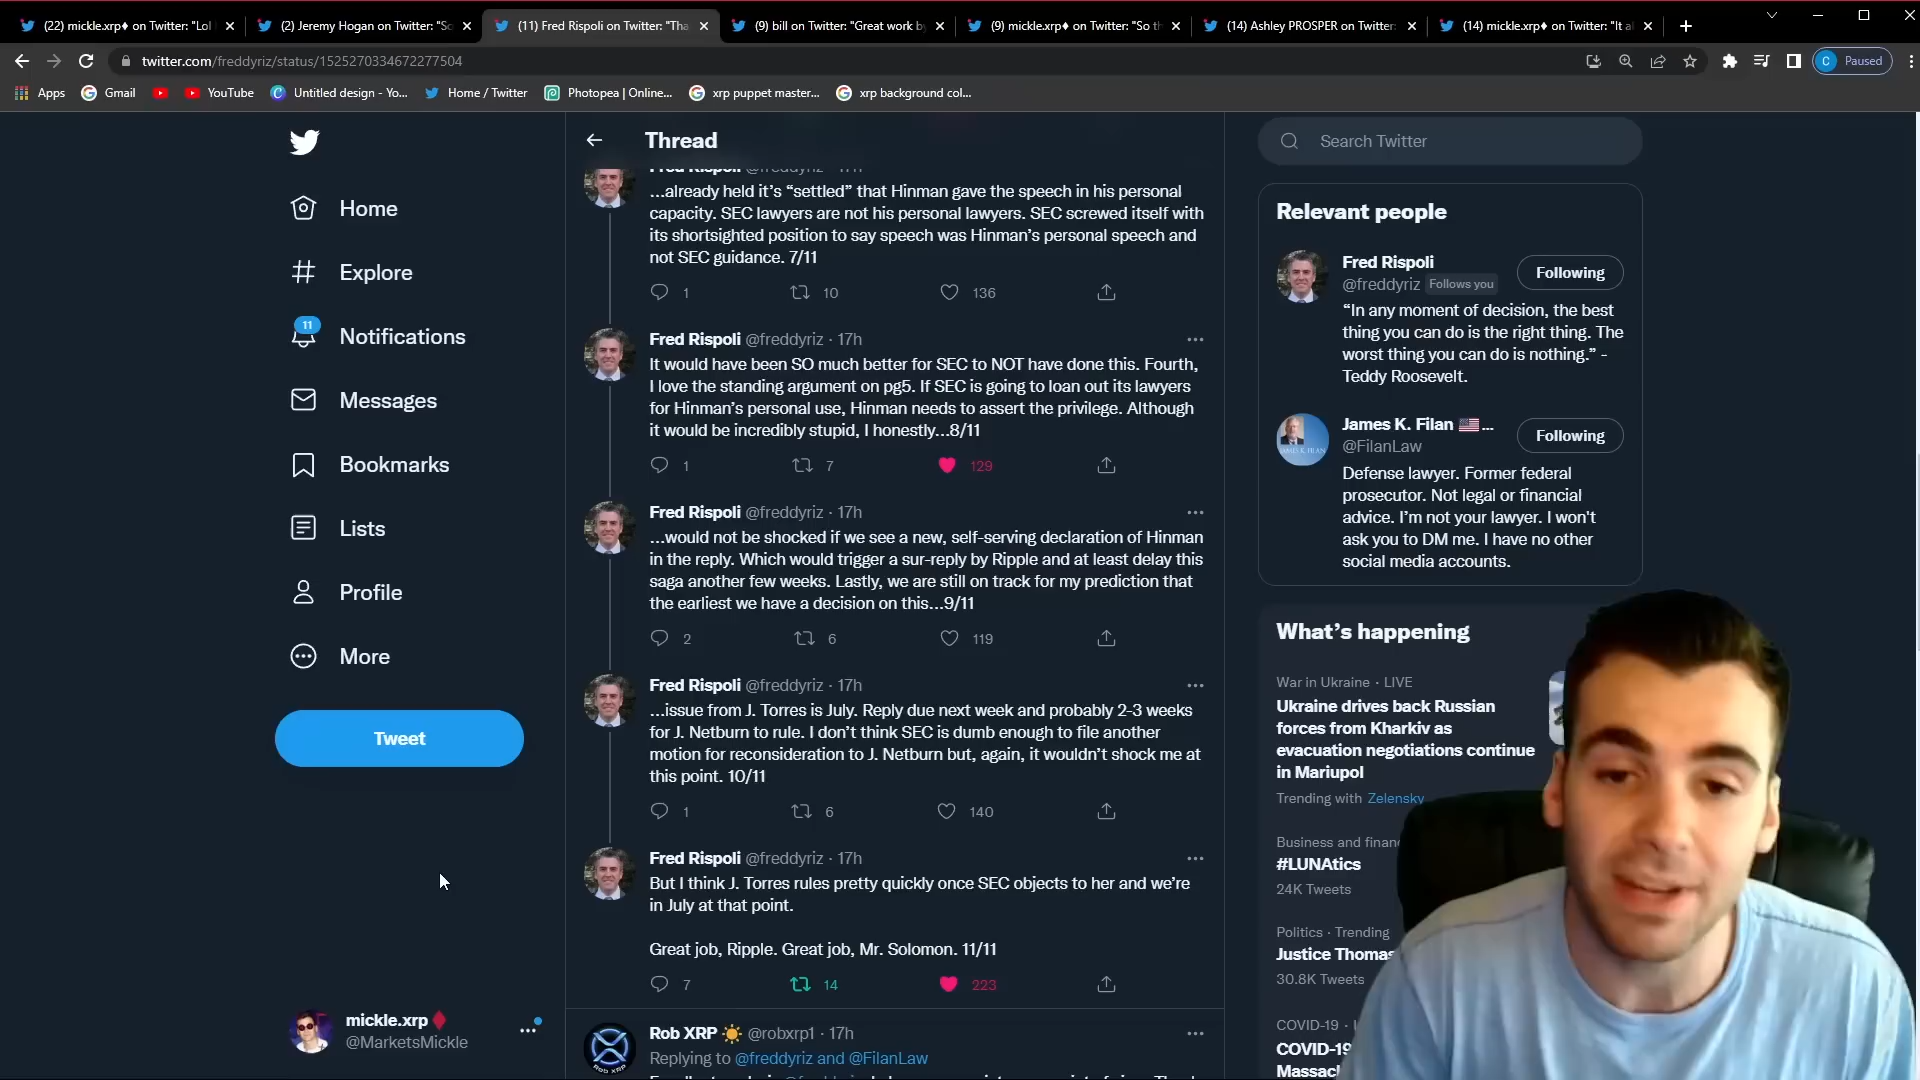 (22) mickle.xrp♦ on Twitter: "Lol
(2) Jeremy Hogan on Twitter: "So
(11) Fred Rispoli on Twitter: "Tha
(9) bill on Twitter: "Great work by
(9) mickle.xrp♦ on Twitter: "So th
(14) Ashley PROSPER on Twitter:
(14) mickle.xrp♦ on Twitter: "It al
twitter.com/freddyriz/status/1525270334672277504
C Paused
Apps
Gmail
YouTube
Untitled design - Yo...
Home / Twitter
Photopea | Online...
xrp puppet master...
xrp background col...
Home
Explore
11
Notifications
Messages
Bookmarks
Lists
Profile
More
Tweet
mickle.xrp
@MarketsMickle
Thread
Fred Rispoli @freddyriz · 17h
...already held it's “settled” that Hinman gave the speech in his personal
capacity. SEC lawyers are not his personal lawyers. SEC screwed itself with
its shortsighted position to say speech was Hinman's personal speech and
not SEC guidance. 7/11
1 10 136
Fred Rispoli @freddyriz · 17h
It would have been SO much better for SEC to NOT have done this. Fourth,
I love the standing argument on pg5. If SEC is going to loan out its lawyers
for Hinman's personal use, Hinman needs to assert the privilege. Although
it would be incredibly stupid, I honestly...8/11
1 7 129
Fred Rispoli @freddyriz · 17h
...would not be shocked if we see a new, self-serving declaration of Hinman
in the reply. Which would trigger a sur-reply by Ripple and at least delay this
saga another few weeks. Lastly, we are still on track for my prediction that
the earliest we have a decision on this...9/11
2 6 119
Fred Rispoli @freddyriz · 17h
...issue from J. Torres is July. Reply due next week and probably 2-3 weeks
for J. Netburn to rule. I don't think SEC is dumb enough to file another
motion for reconsideration to J. Netburn but, again, it wouldn't shock me at
this point. 10/11
1 6 140
Fred Rispoli @freddyriz · 17h
But I think J. Torres rules pretty quickly once SEC objects to her and we're
in July at that point.
Great job, Ripple. Great job, Mr. Solomon. 11/11
7 14 223
ROB XRP
Rob XRP @robxrp1 · 17h
Replying to @freddyriz and @FilanLaw
Search Twitter
Relevant people
Fred Rispoli
@freddyriz Follows you
Following
“In any moment of decision, the best
thing you can do is the right thing. The
worst thing you can do is nothing.” -
Teddy Roosevelt.
James K. Filan ...
@FilanLaw
Following
Defense lawyer. Former federal
prosecutor. Not legal or financial
advice. I'm not your lawyer. I won't
ask you to DM me. I have no other
social media accounts.
What's happening
War in Ukraine · LIVE
Ukraine drives back Russian
forces from Kharkiv as
evacuation negotiations continue
in Mariupol
Trending with Zelensky
Business and financ
#LUNAtics
24K Tweets
Politics · Trending
Justice Thomas
30.8K Tweets
COVID-19 ·
COVID-19
Massach